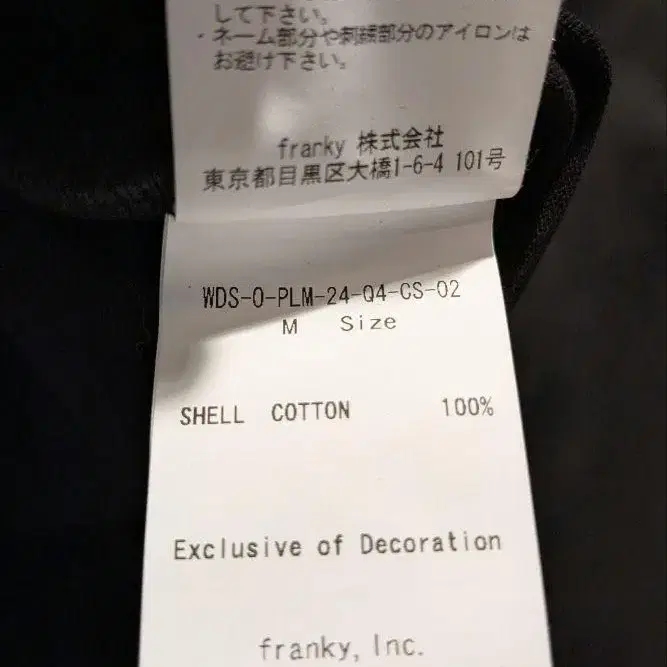 して下さい。
・ネーム部分や刺繍部分のアイロンは
お避け下さい。
franky 株式会社
東京都目黒区大橋1-6-4 101号
WDS-O-PLM-24-Q4-CS-02
M Size
SHELL COTTON 100%
Exclusive of Decoration
franky, Inc.